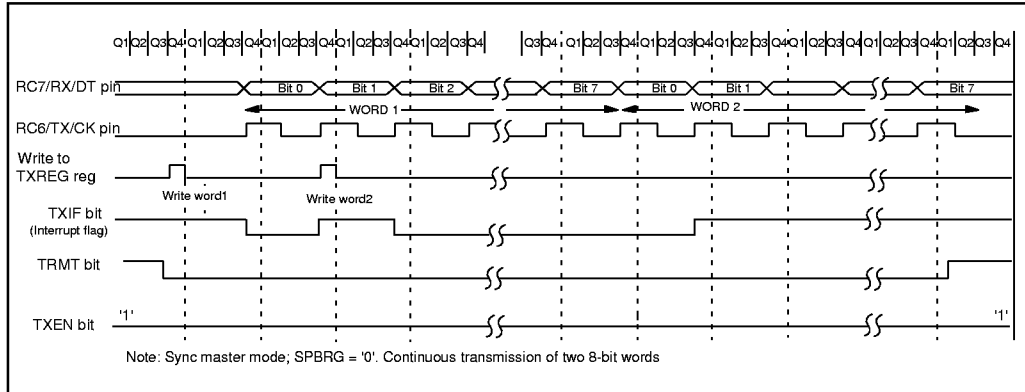 Q1 Q2 Q3 Q4 Q1 Q2 Q3 Q4 Q1 Q2 Q3 Q4 Q1 Q2 Q3 Q4 Q1 Q2 Q3 Q4 Q3 Q4 Q1 Q2 Q3 Q4 Q1 Q2 Q3 Q4 Q1 Q2 Q3 Q4 Q1 Q2 Q3 Q4 Q1 Q2 Q3 Q4 Q1 Q2 Q3 Q4
RC7/RX/DT pin Bit 0 Bit 1 Bit 2 Bit 7 Bit 0 Bit 1 Bit 7
WORD 1 WORD 2
RC6/TX/CK pin
Write to
TXREG reg
Write word1 Write word2
TXIF bit
(Interrupt flag)
TRMT bit
TXEN bit '1' '1'
Note: Sync master mode; SPBRG = '0'. Continuous transmission of two 8-bit words